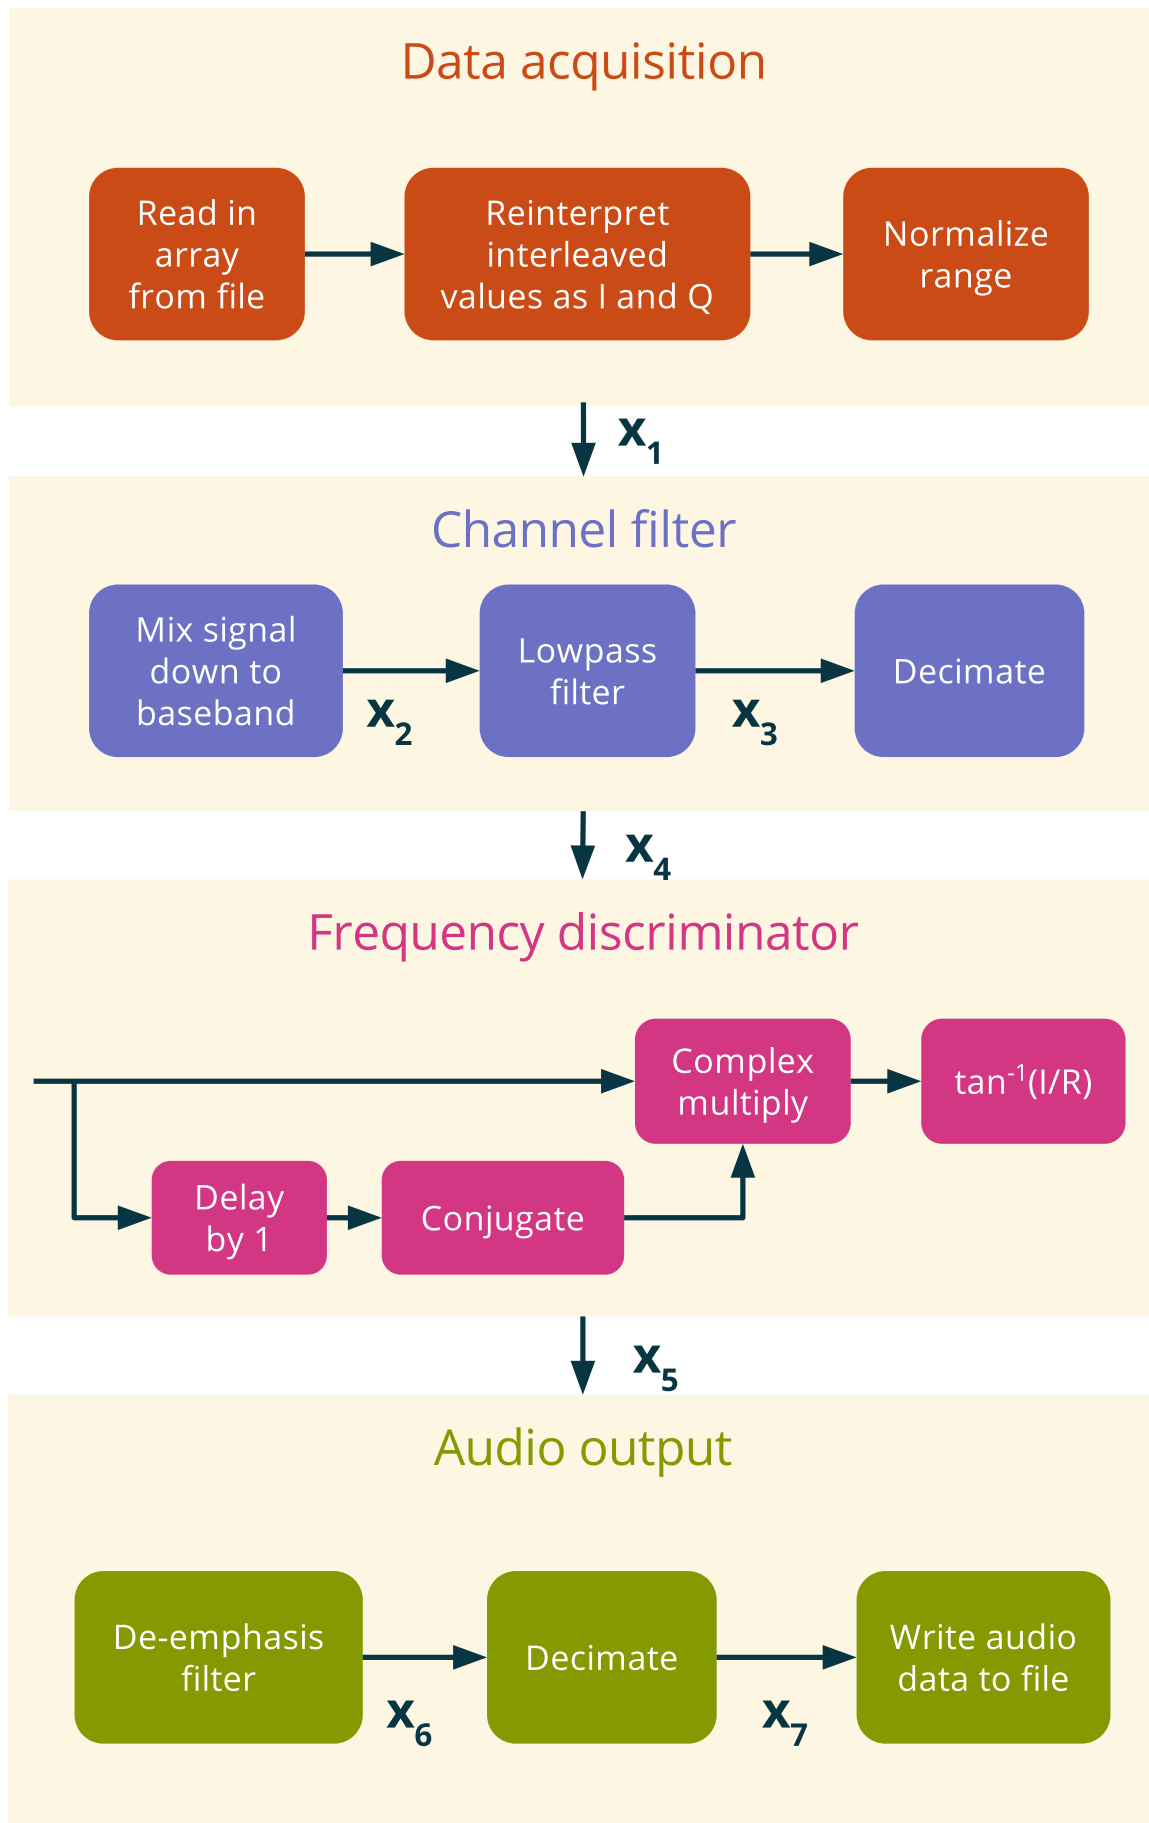 Data acquisition
Read in
array
from file
Reinterpret
interleaved
values as I and Q
Normalize
range
x₁
Channel filter
Mix signal
down to
baseband
x₂
Lowpass
filter
x₃
Decimate
x₄
Frequency discriminator
Complex
multiply
tan⁻¹(I/R)
Delay
by 1
Conjugate
x₅
Audio output
De-emphasis
filter
x₆
Decimate
x₇
Write audio
data to file